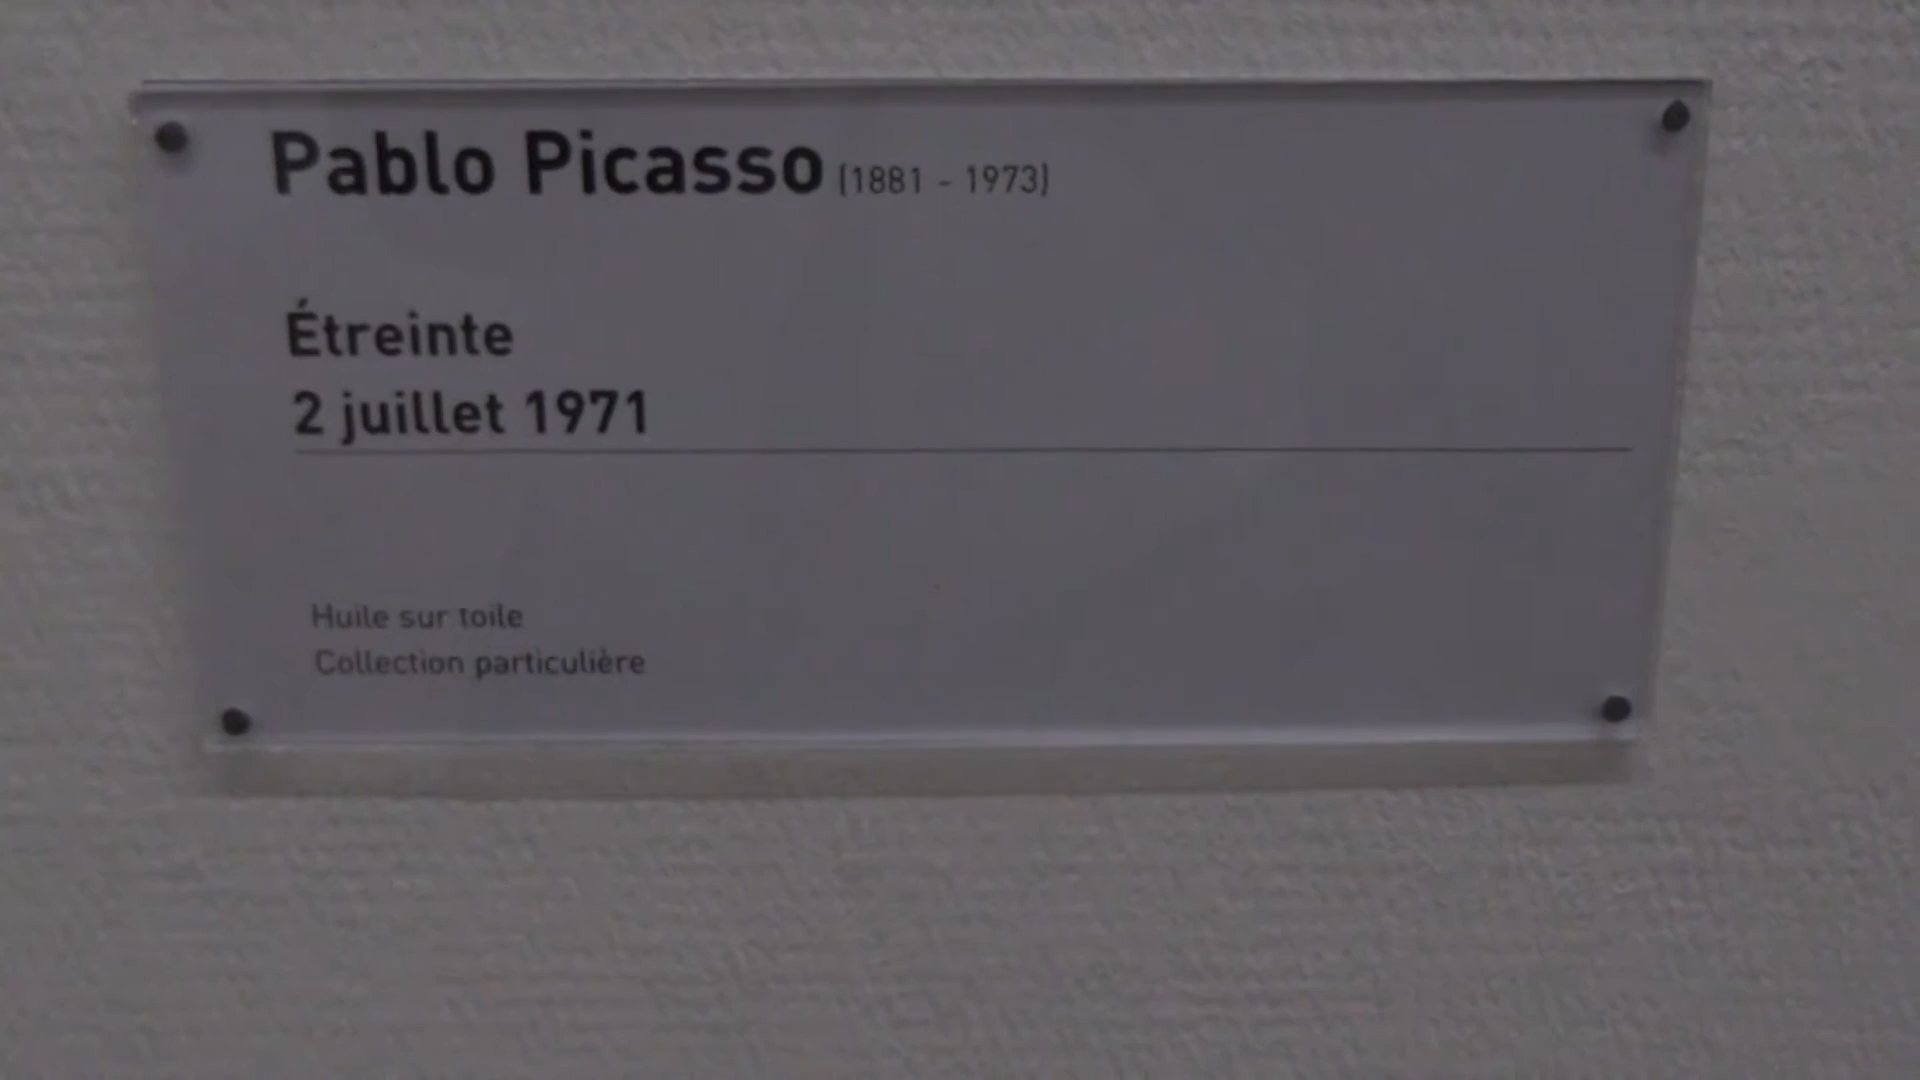 Pablo Picasso (1881 - 1973)
Étreinte
2 juillet 1971
Huile sur toile
Collection particulière